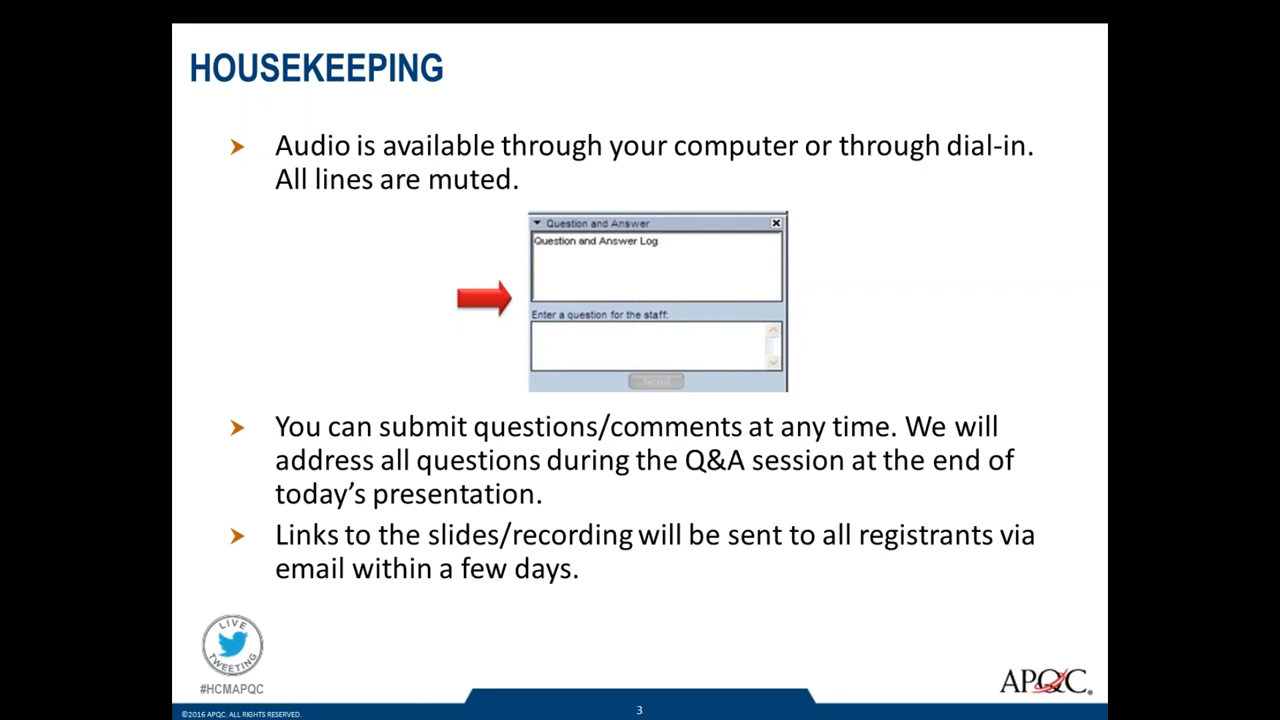 HOUSEKEEPING
Audio is available through your computer or through dial-in.
All lines are muted.
Question and Answer
Question and Answer Log
Enter a question for the staff:
Send
You can submit questions/comments at any time. We will
address all questions during the Q&A session at the end of
today’s presentation.
Links to the slides/recording will be sent to all registrants via
email within a few days.
LIVE
TWEETING
#HCMAPQC
APQC®
©2016 APQC. ALL RIGHTS RESERVED.
3